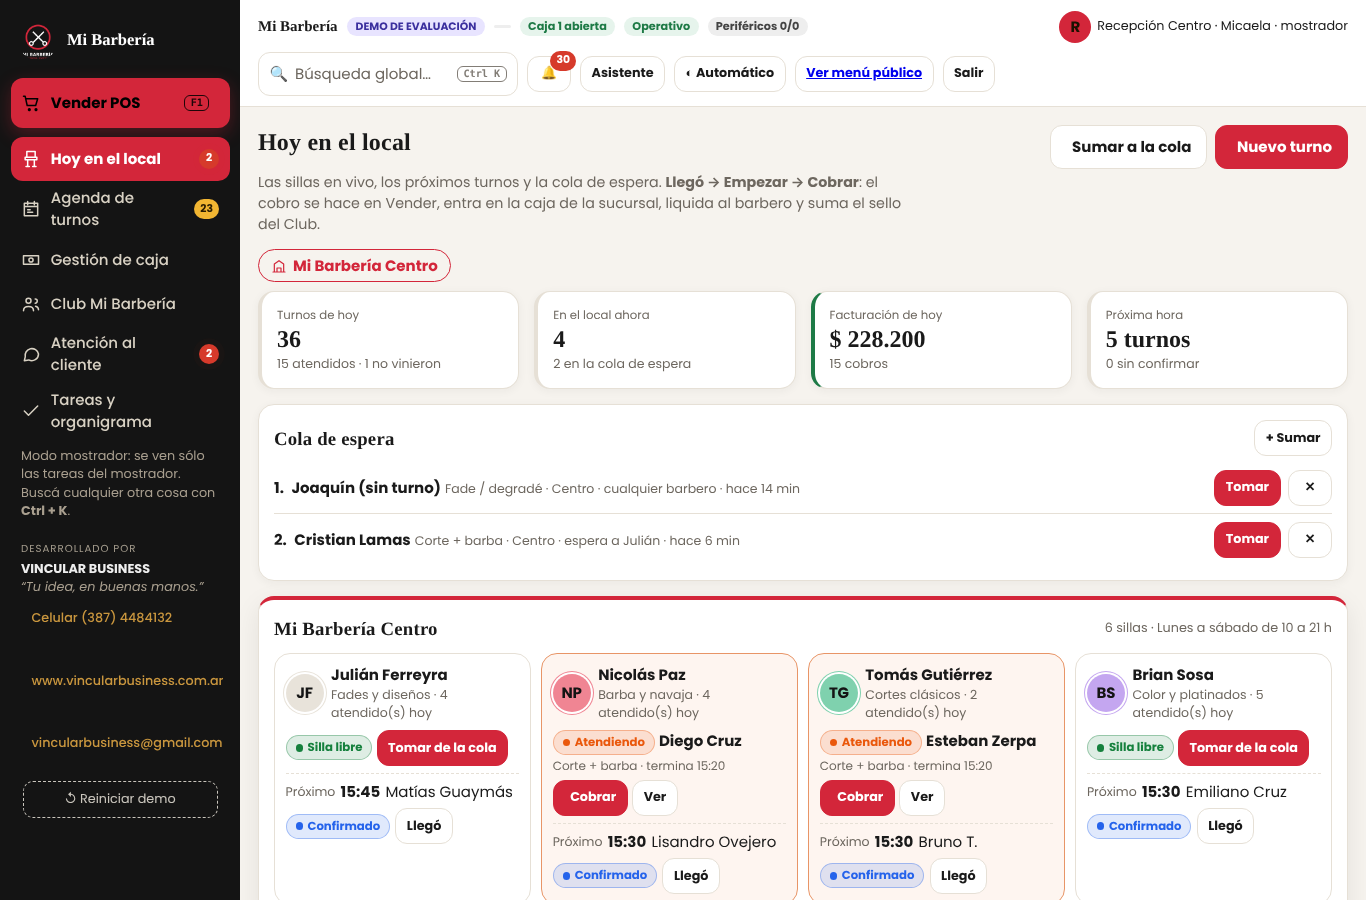 MI BARBERÍA
Mi Barbería
Vender POS F1
Hoy en el local 2
Agenda de
turnos
23
Gestión de caja
Club Mi Barbería
Atención al
cliente
2
Tareas y
organigrama
Modo mostrador: se ven sólo
las tareas del mostrador.
Buscá cualquier otra cosa con
Ctrl + K.
DESARROLLADO POR
VINCULAR BUSINESS
“Tu idea, en buenas manos.”
Celular (387) 4484132
www.vincularbusiness.com.ar
vincularbusiness@gmail.com
↺ Reiniciar demo
Mi Barbería DEMO DE EVALUACIÓN Caja 1 abierta Operativo Periféricos 0/0
R Recepción Centro · Micaela · mostrador
Búsqueda global... Ctrl K
30
Asistente
Automático
Ver menú público
Salir
Hoy en el local
Sumar a la cola
Nuevo turno
Las sillas en vivo, los próximos turnos y la cola de espera. Llegó → Empezar → Cobrar: el
cobro se hace en Vender, entra en la caja de la sucursal, liquida al barbero y suma el sello
del Club.
Mi Barbería Centro
Turnos de hoy
36
15 atendidos · 1 no vinieron
En el local ahora
4
2 en la cola de espera
Facturación de hoy
$ 228.200
15 cobros
Próxima hora
5 turnos
0 sin confirmar
Cola de espera
+ Sumar
1. Joaquín (sin turno) Fade / degradé · Centro · cualquier barbero · hace 14 min
Tomar ✕
2. Cristian Lamas Corte + barba · Centro · espera a Julián · hace 6 min
Tomar ✕
Mi Barbería Centro
6 sillas · Lunes a sábado de 10 a 21 h
JF
Julián Ferreyra
Fades y diseños · 4
atendido(s) hoy
Silla libre Tomar de la cola
Próximo 15:45 Matías Guaymás
Confirmado Llegó
NP
Nicolás Paz
Barba y navaja · 4
atendido(s) hoy
Atendiendo Diego Cruz
Corte + barba · termina 15:20
Cobrar Ver
Próximo 15:30 Lisandro Ovejero
Confirmado Llegó
TG
Tomás Gutiérrez
Cortes clásicos · 2
atendido(s) hoy
Atendiendo Esteban Zerpa
Corte + barba · termina 15:20
Cobrar Ver
Próximo 15:30 Bruno T.
Confirmado Llegó
BS
Brian Sosa
Color y platinados · 5
atendido(s) hoy
Silla libre Tomar de la cola
Próximo 15:30 Emiliano Cruz
Confirmado Llegó